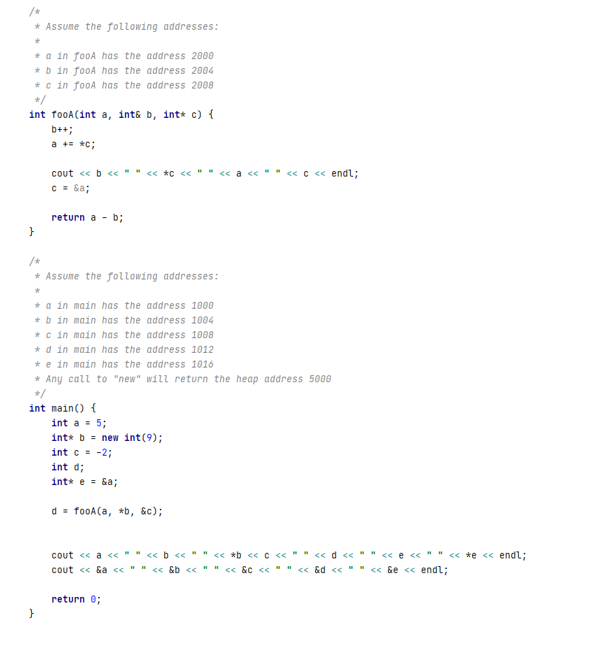 /*
 * Assume the following addresses:
 *
 * a in fooA has the address 2000
 * b in fooA has the address 2004
 * c in fooA has the address 2008
 */
int fooA(int a, int& b, int* c) {
    b++;
    a += *c;

    cout << b << " " << *c << " " << a << " " << c << endl;
    c = &a;

    return a - b;
}

/*
 * Assume the following addresses:
 *
 * a in main has the address 1000
 * b in main has the address 1004
 * c in main has the address 1008
 * d in main has the address 1012
 * e in main has the address 1016
 * Any call to "new" will return the heap address 5000
 */
int main() {
    int a = 5;
    int* b = new int(9);
    int c = -2;
    int d;
    int* e = &a;

    d = fooA(a, *b, &c);


    cout << a << " " << b << " " << *b << c << " " << d << " " << e << " " << *e << endl;
    cout << &a << " " << &b << " " << &c << " " << &d << " " << &e << endl;

    return 0;
}